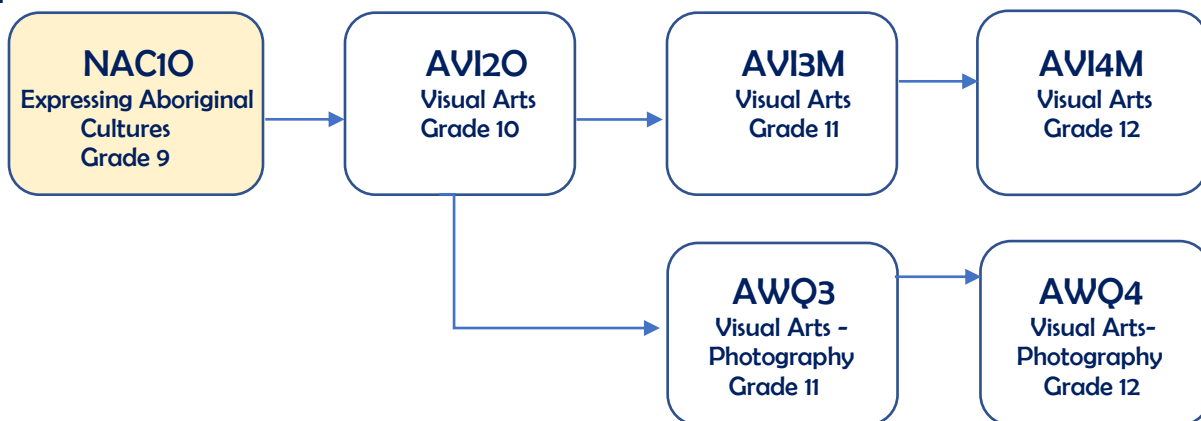 NAC1O
Expressing Aboriginal
Cultures
Grade 9
AVI2O
Visual Arts
Grade 10
AVI3M
Visual Arts
Grade 11
AVI4M
Visual Arts
Grade 12
AWQ3
Visual Arts -
Photography
Grade 11
AWQ4
Visual Arts-
Photography
Grade 12